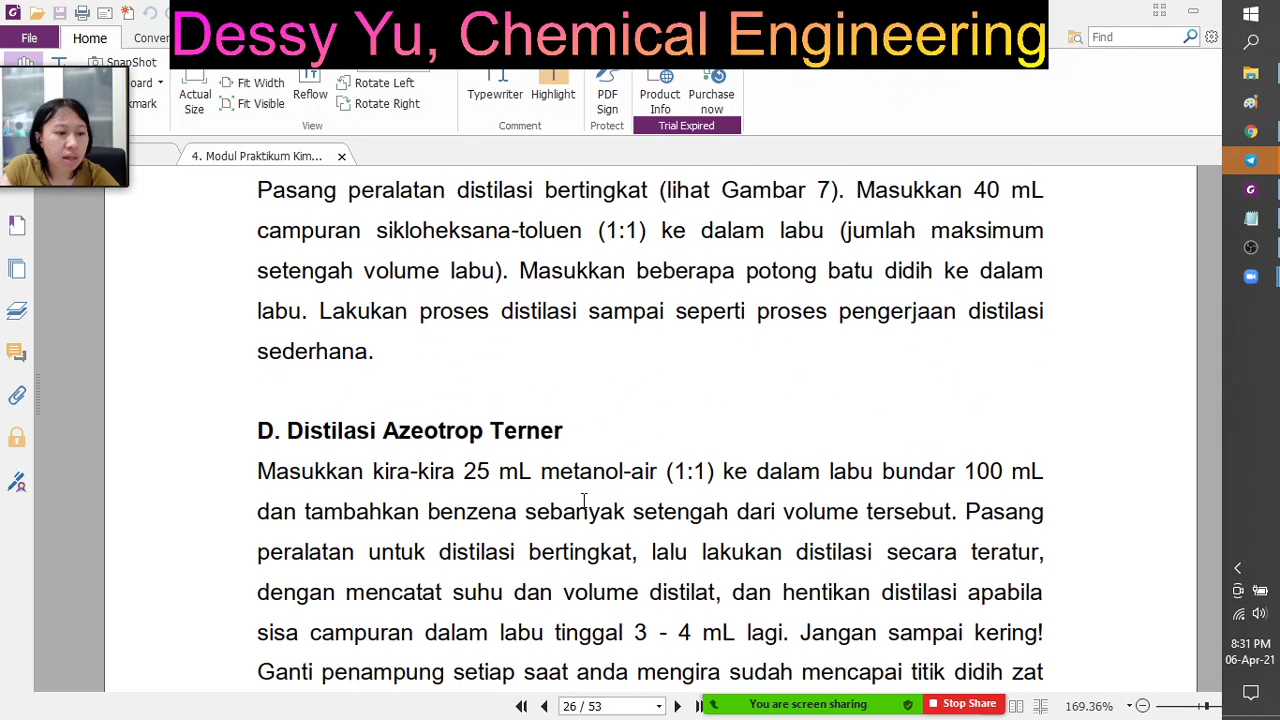 Dessy Yu, Chemical Engineering
File
Home
Conver
Find
SnapShot
Fit Width
Fit Visible
Actual
Size
Reflow
Rotate Left
Rotate Right
View
Typewriter
Highlight
Comment
PDF
Sign
Protect
Product
Info
Purchase
now
Trial Expired
4. Modul Praktikum Kim...
Pasang peralatan distilasi bertingkat (lihat Gambar 7). Masukkan 40 mL
campuran sikloheksana-toluen (1:1) ke dalam labu (jumlah maksimum
setengah volume labu). Masukkan beberapa potong batu didih ke dalam
labu. Lakukan proses distilasi sampai seperti proses pengerjaan distilasi
sederhana.
D. Distilasi Azeotrop Terner
Masukkan kira-kira 25 mL metanol-air (1:1) ke dalam labu bundar 100 mL
dan tambahkan benzena sebanyak setengah dari volume tersebut. Pasang
peralatan untuk distilasi bertingkat, lalu lakukan distilasi secara teratur,
dengan mencatat suhu dan volume distilat, dan hentikan distilasi apabila
sisa campuran dalam labu tinggal 3 - 4 mL lagi. Jangan sampai kering!
Ganti penampung setiap saat anda mengira sudah mencapai titik didih zat
26 / 53
You are screen sharing
Stop Share
169.36%
8:31 PM
06-Apr-21